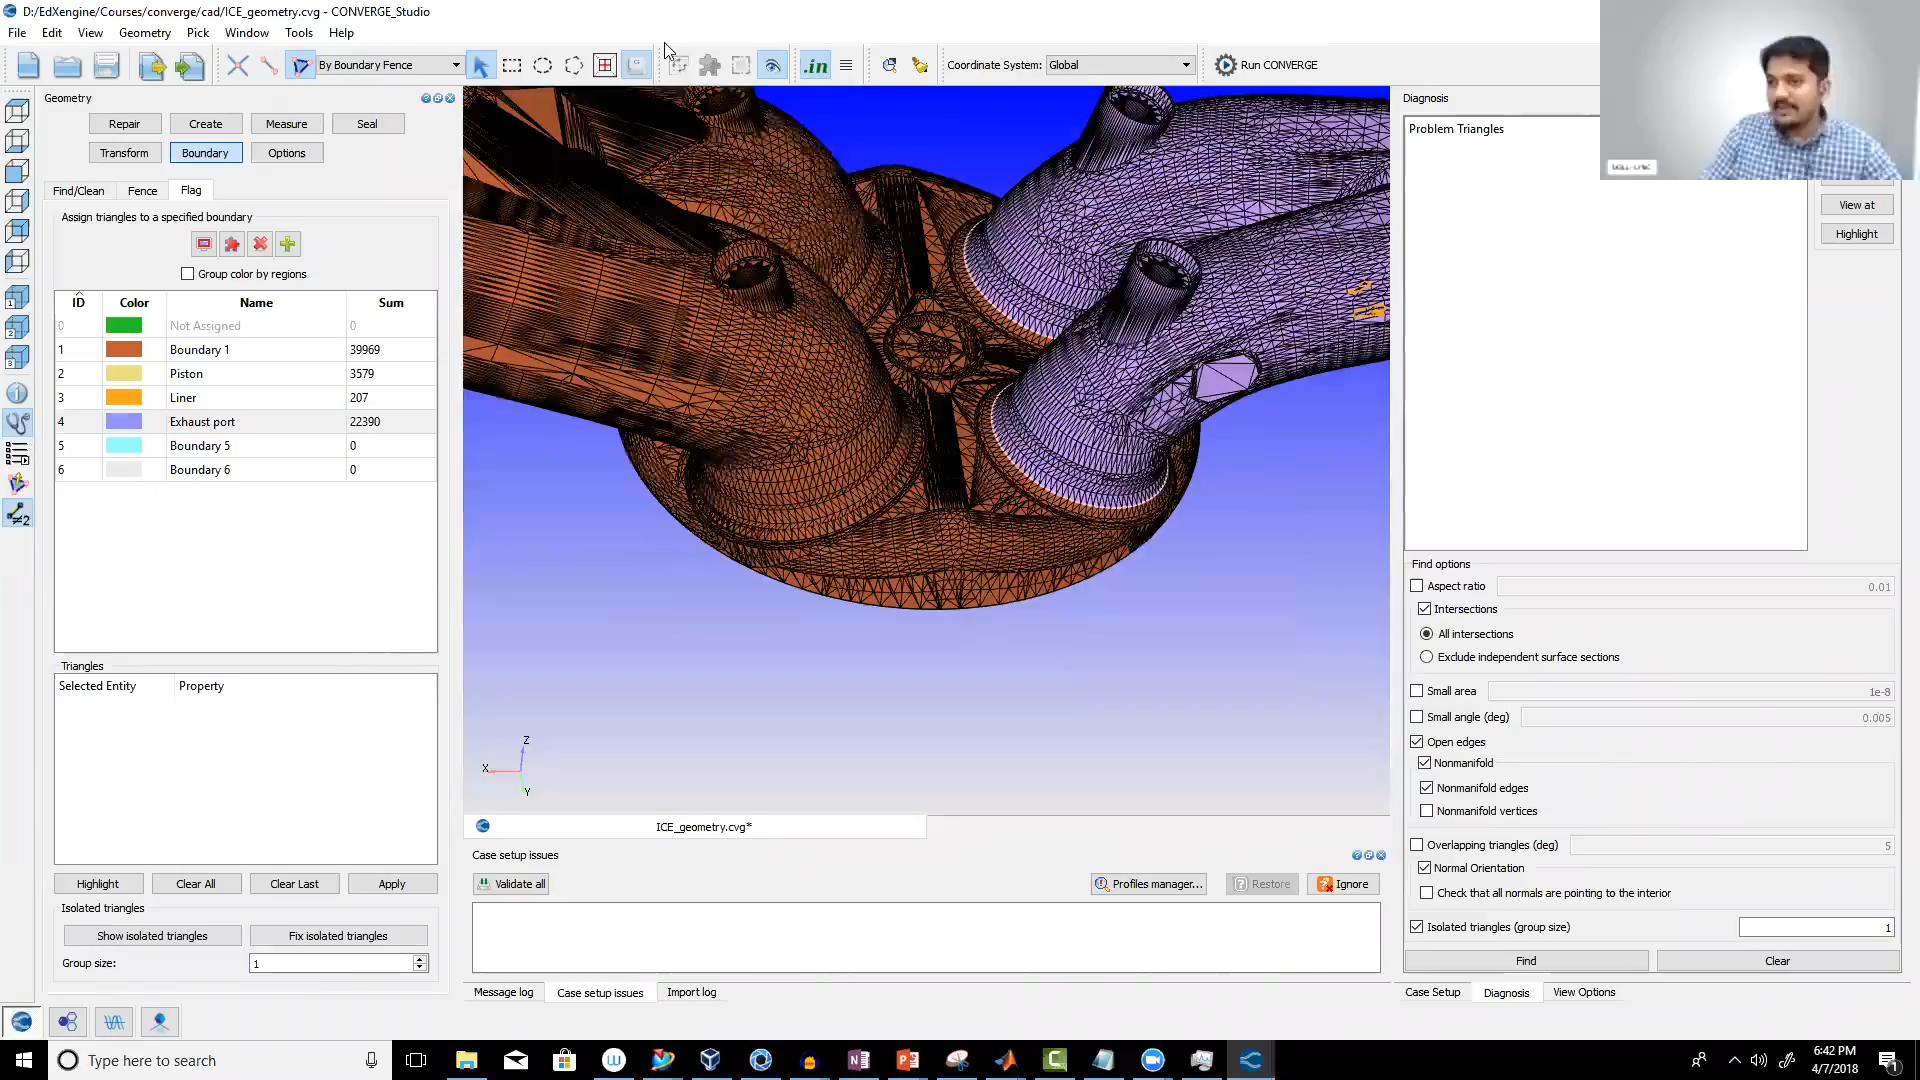 D:/EdXengine/Courses/converge/cad/ICE_geometry.cvg - CONVERGE_Studio
File Edit View Geometry Pick Window Tools Help
By Boundary Fence
.in
Coordinate System: Global
Run CONVERGE
Geometry
Repair Create Measure Seal
Transform Boundary Options
Find/Clean Fence Flag
Assign triangles to a specified boundary
Group color by regions
ID Color Name Sum
0 Not Assigned 0
1 Boundary 1 39969
2 Piston 3579
3 Liner 207
4 Exhaust port 22390
5 Boundary 5 0
6 Boundary 6 0
Triangles
Selected Entity Property
Highlight Clear All Clear Last Apply
Isolated triangles
Show isolated triangles Fix isolated triangles
Group size: 1
Z
X
Y
ICE_geometry.cvg*
Case setup issues
Validate all Profiles manager... Restore Ignore
Message log Case setup issues Import log
Diagnosis
Problem Triangles
View at
Highlight
Find options
Aspect ratio 0.01
Intersections
All intersections
Exclude independent surface sections
Small area 1e-8
Small angle (deg) 0.005
Open edges
Nonmanifold
Nonmanifold edges
Nonmanifold vertices
Overlapping triangles (deg) 5
Normal Orientation
Check that all normals are pointing to the interior
Isolated triangles (group size) 1
Find Clear
Case Setup Diagnosis View Options
Type here to search
6:42 PM
4/7/2018